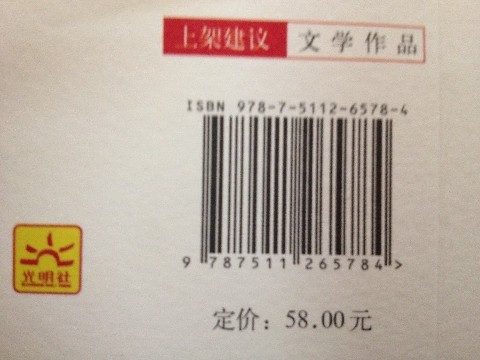 上架建议 文学作品
ISBN 978-7-5112-6578-4
9 787511 265784 >
光明社
定价：58.00元